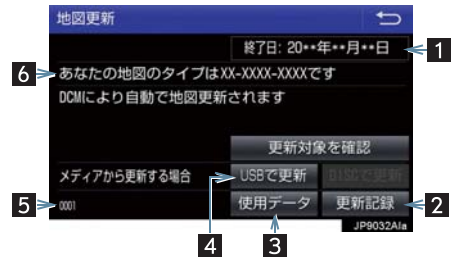 地図更新
終了日: 20**年**月**日
1
6
あなたの地図のタイプはXX-XXXX-XXXXです
DCMにより自動で地図更新されます
更新対象を確認
メディアから更新する場合
USBで更新
DISCで更新
5
0001
使用データ
更新記録
2
4
3
JP9032AIa